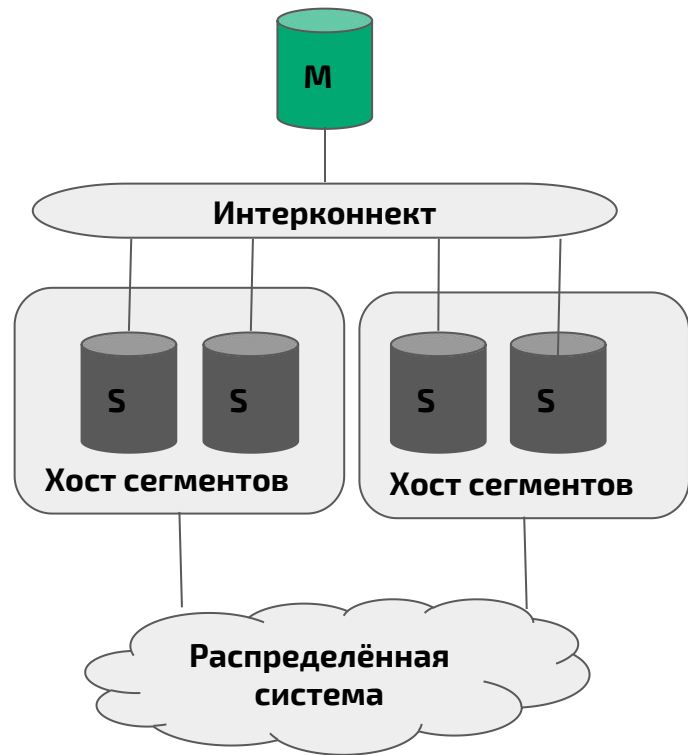 М
Интерконнект
S
S
S
S
Хост сегментов
Хост сегментов
Распределённая
система